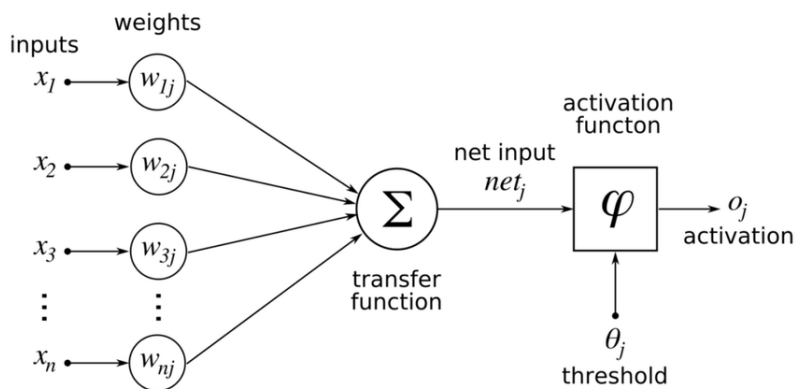 inputs
weights
x1
w1j
x2
w2j
x3
w3j
⋮
⋮
xn
wnj
Σ
transfer
function
net input
netj
activation
functon
φ
oj
activation
θj
threshold